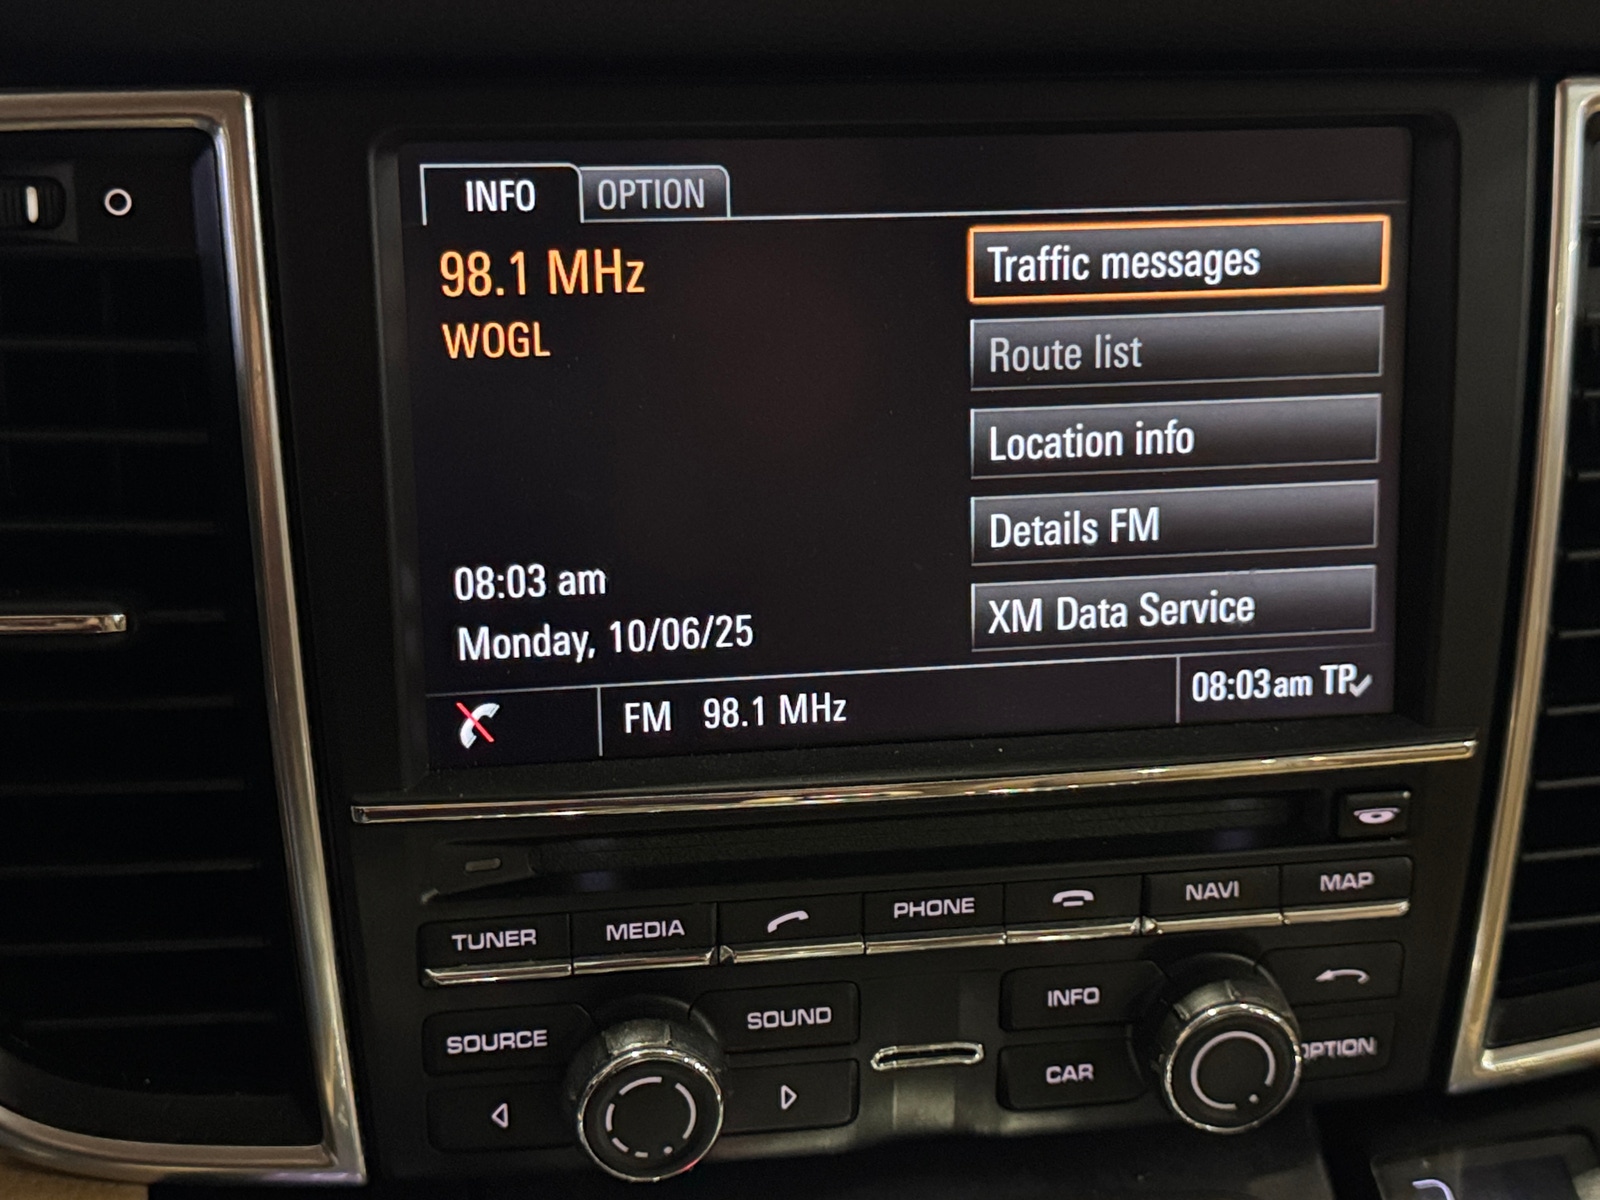 INFO
OPTION
98.1 MHz
WOGL
Traffic messages
Route list
Location info
Details FM
XM Data Service
08:03 am
Monday, 10/06/25
FM 98.1 MHz
08:03am TP
TUNER
MEDIA
PHONE
NAVI
MAP
SOURCE
SOUND
INFO
CAR
OPTION